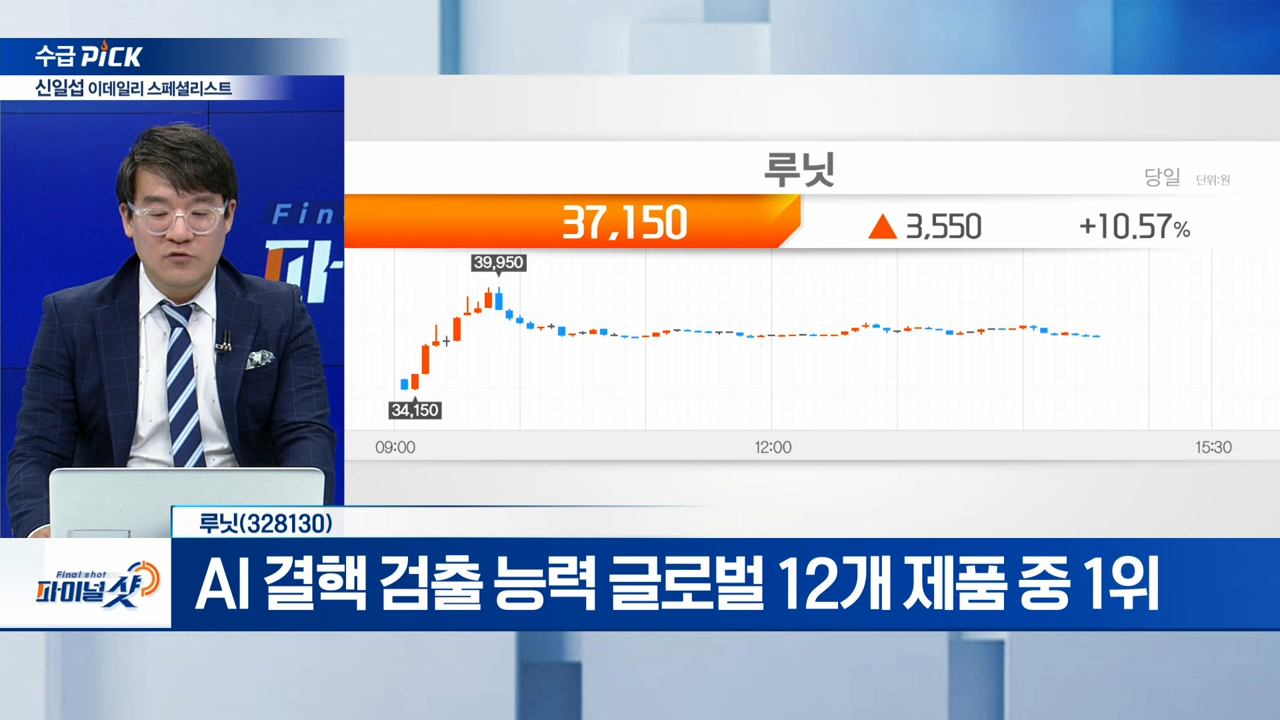 수급 PiCK
신일섭 이데일리 스페셜리스트
Fin
파
루닛
당일 단위:원
37,150 ▲ 3,550 +10.57%
39,950
34,150
09:00 12:00 15:30
루닛(328130)
Final shot
파이널샷
AI 결핵 검출 능력 글로벌 12개 제품 중 1위